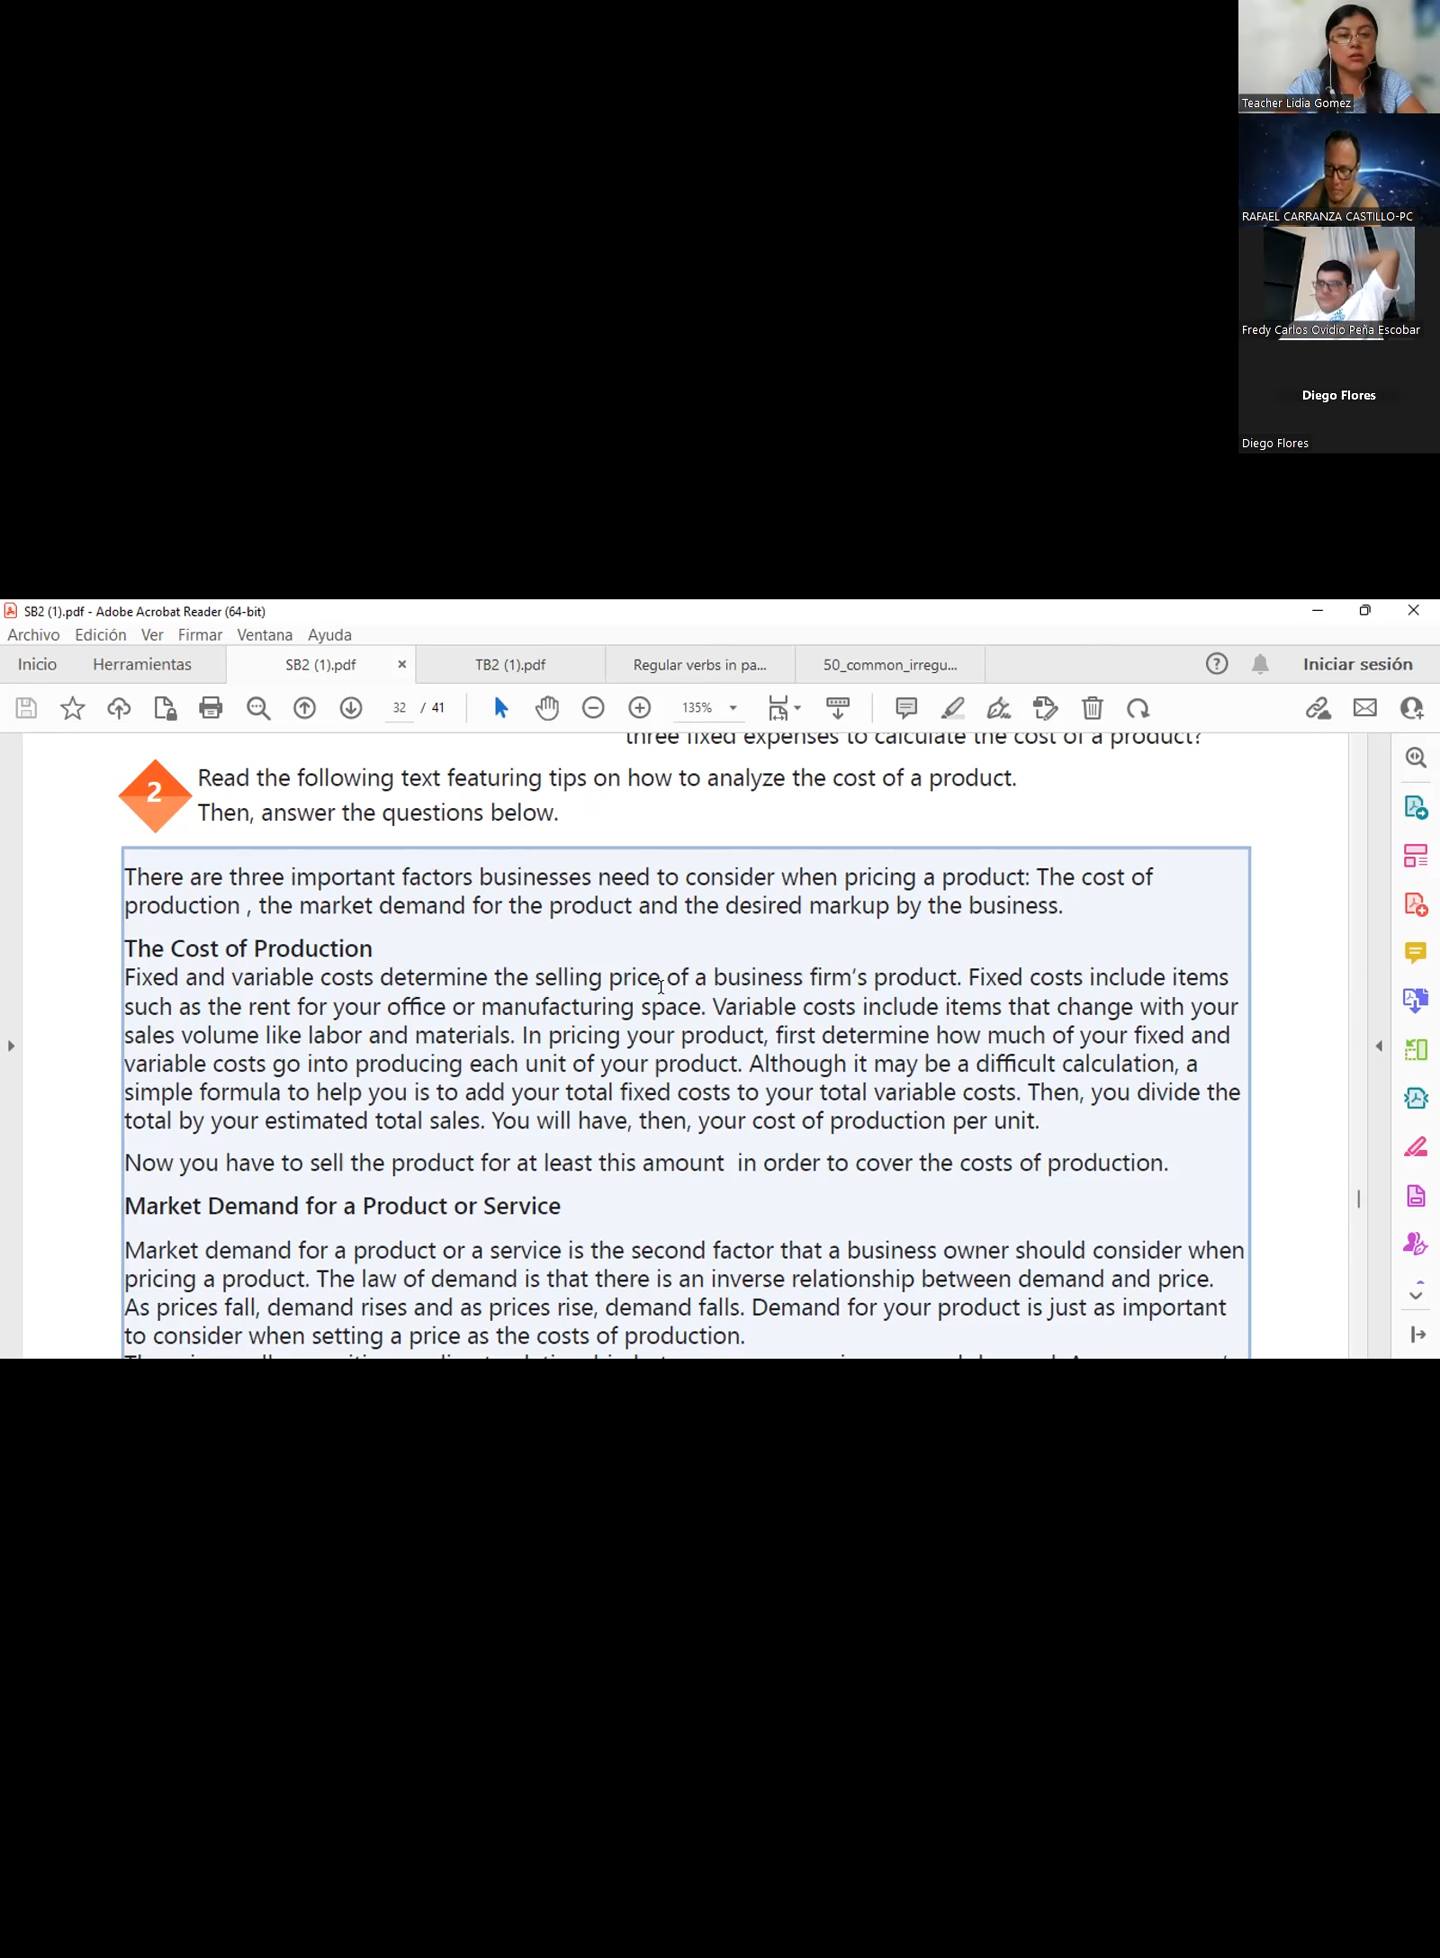 Teacher Lidia Gomez
RAFAEL CARRANZA CASTILLO-PC
Fredy Carlos Ovidio Peña Escobar
Diego Flores
Diego Flores
SB2 (1).pdf - Adobe Acrobat Reader (64-bit)
Archivo Edición Ver Firmar Ventana Ayuda
Inicio Herramientas SB2 (1).pdf TB2 (1).pdf Regular verbs in pa... 50_common_irregu... Iniciar sesión
32 / 41 135%
three fixed expenses to calculate the cost of a product?
2 Read the following text featuring tips on how to analyze the cost of a product.
Then, answer the questions below.
There are three important factors businesses need to consider when pricing a product: The cost of
production , the market demand for the product and the desired markup by the business.
The Cost of Production
Fixed and variable costs determine the selling price of a business firm's product. Fixed costs include items
such as the rent for your office or manufacturing space. Variable costs include items that change with your
sales volume like labor and materials. In pricing your product, first determine how much of your fixed and
variable costs go into producing each unit of your product. Although it may be a difficult calculation, a
simple formula to help you is to add your total fixed costs to your total variable costs. Then, you divide the
total by your estimated total sales. You will have, then, your cost of production per unit.
Now you have to sell the product for at least this amount  in order to cover the costs of production.
Market Demand for a Product or Service
Market demand for a product or a service is the second factor that a business owner should consider when
pricing a product. The law of demand is that there is an inverse relationship between demand and price.
As prices fall, demand rises and as prices rise, demand falls. Demand for your product is just as important
to consider when setting a price as the costs of production.